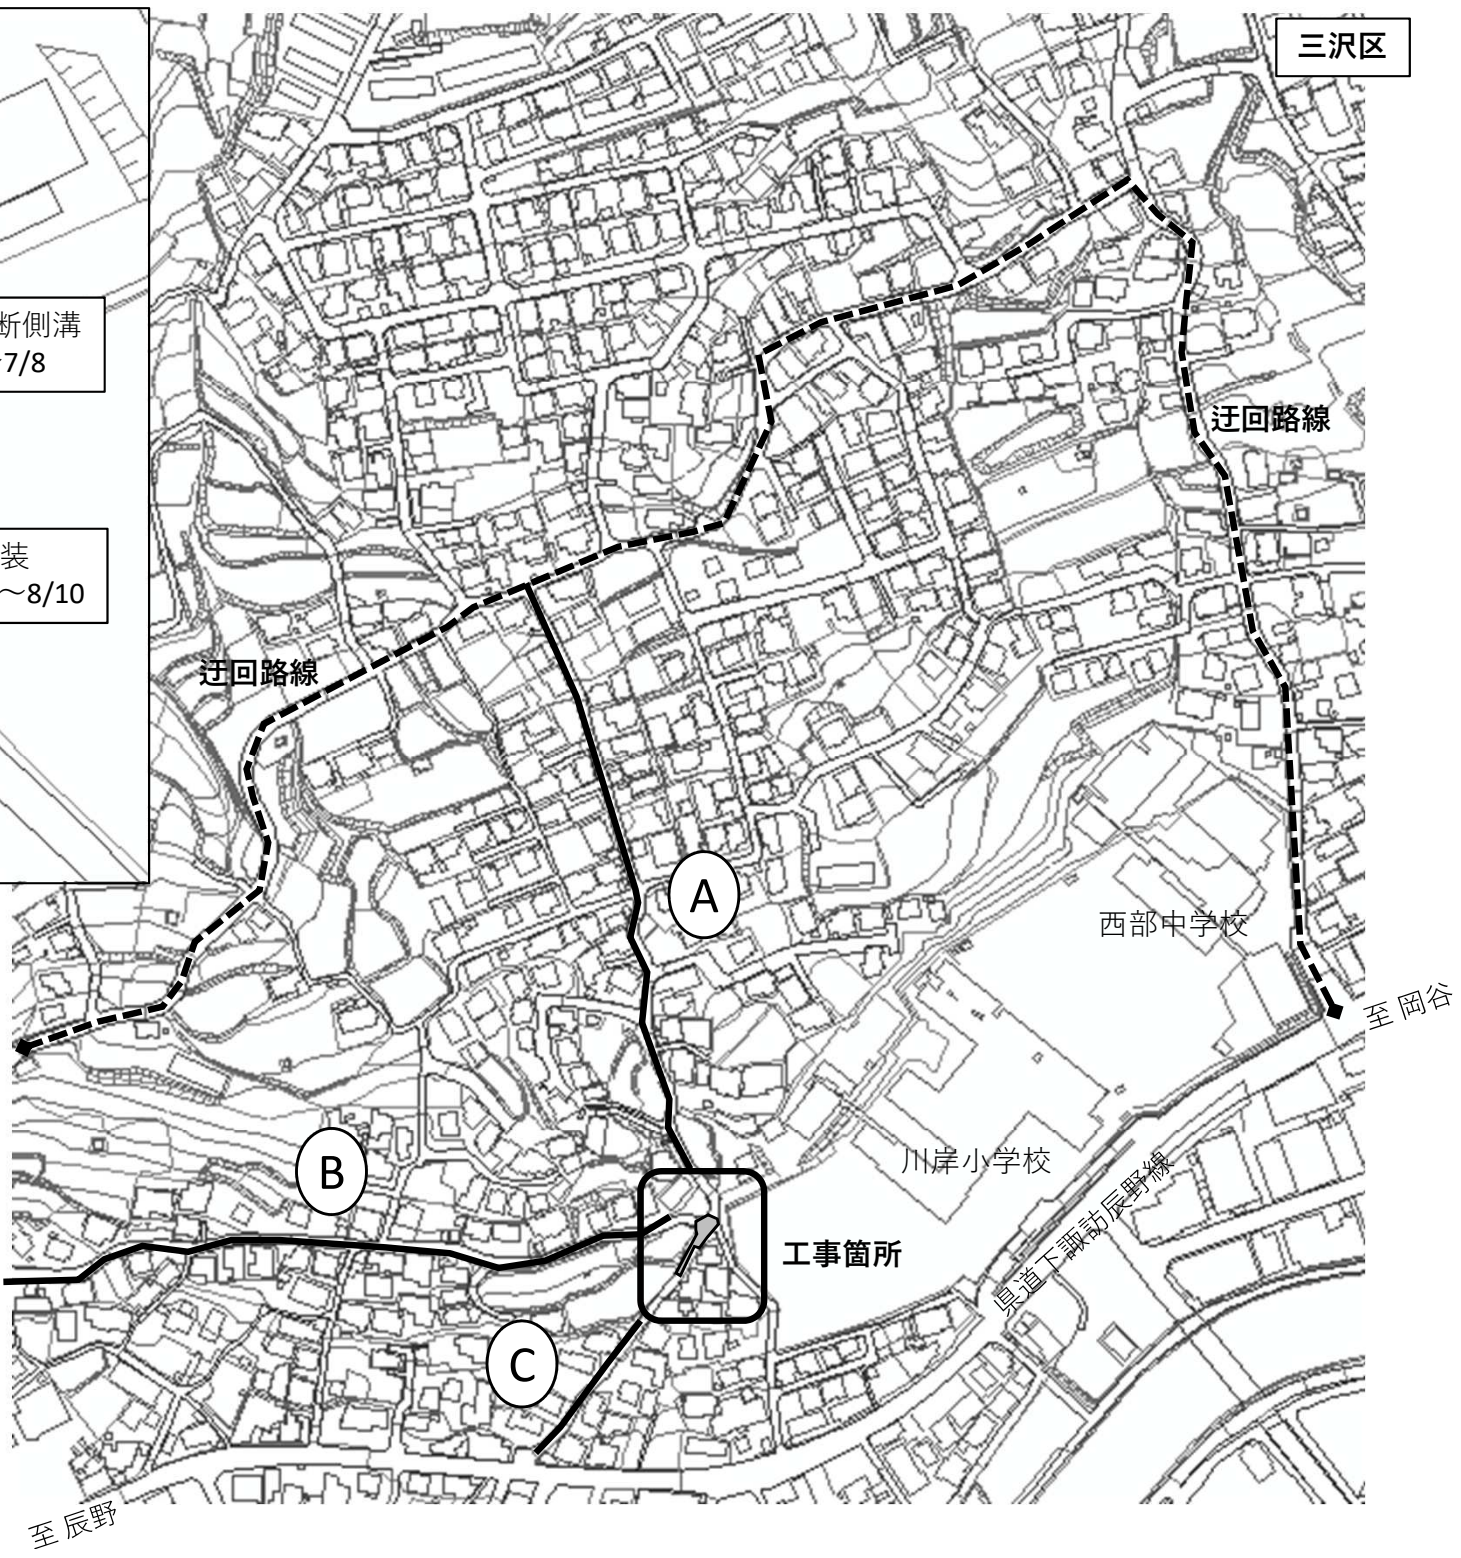 三沢区
断側溝
7/8
装
～8/10
迂回路線
迂回路線
A
西部中学校
至 岡谷
B
川岸小学校
県道下諏訪辰野線
工事箇所
C
至 辰野